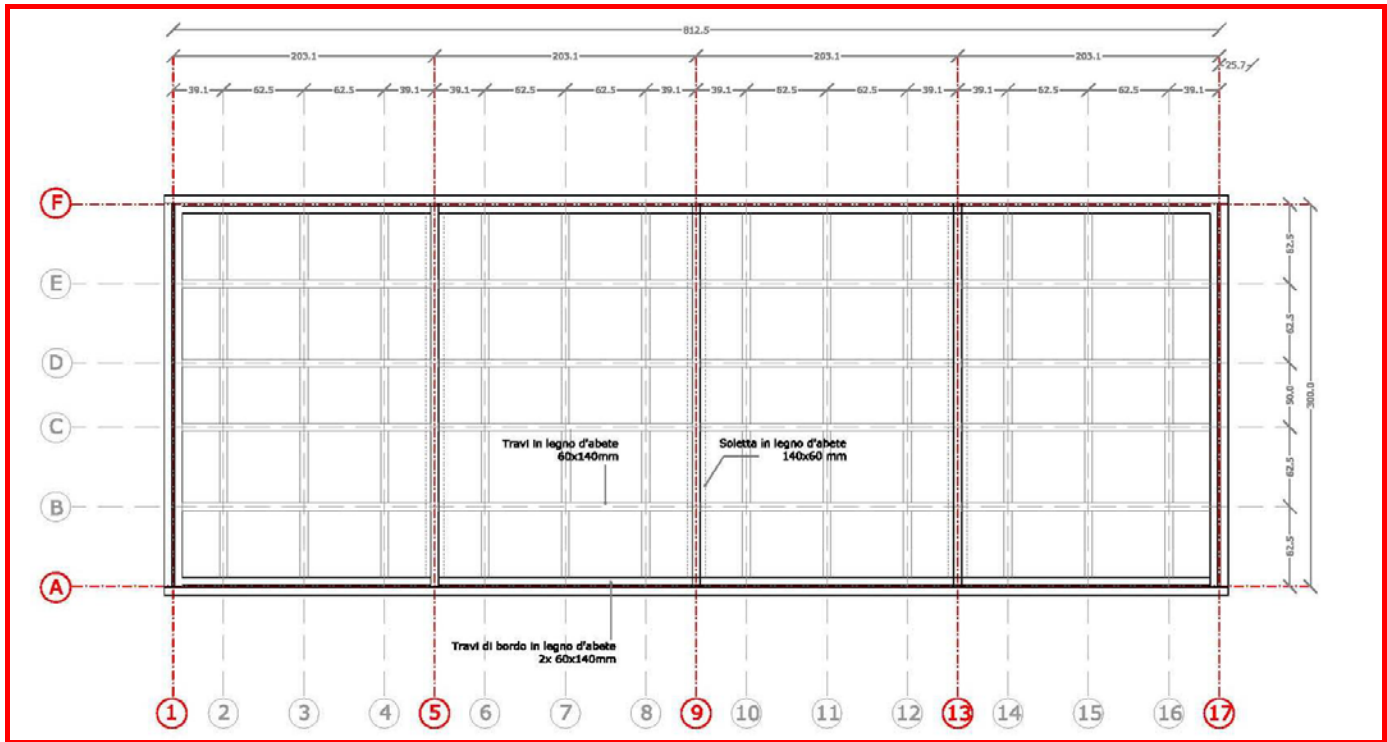 812.5
203.1 203.1 203.1 203.1
25.7
39.1 62.5 62.5 39.1 39.1 62.5 62.5 39.1 39.1 62.5 62.5 39.1 39.1 62.5 62.5 39.1
F
62.5
E
62.5
300.0
D
50.0
C
Travi in legno d'abete
60x140mm
Soletta in legno d'abete
140x60 mm
62.5
B
62.5
A
Travi di bordo in legno d'abete
2x 60x140mm
1 2 3 4 5 6 7 8 9 10 11 12 13 14 15 16 17